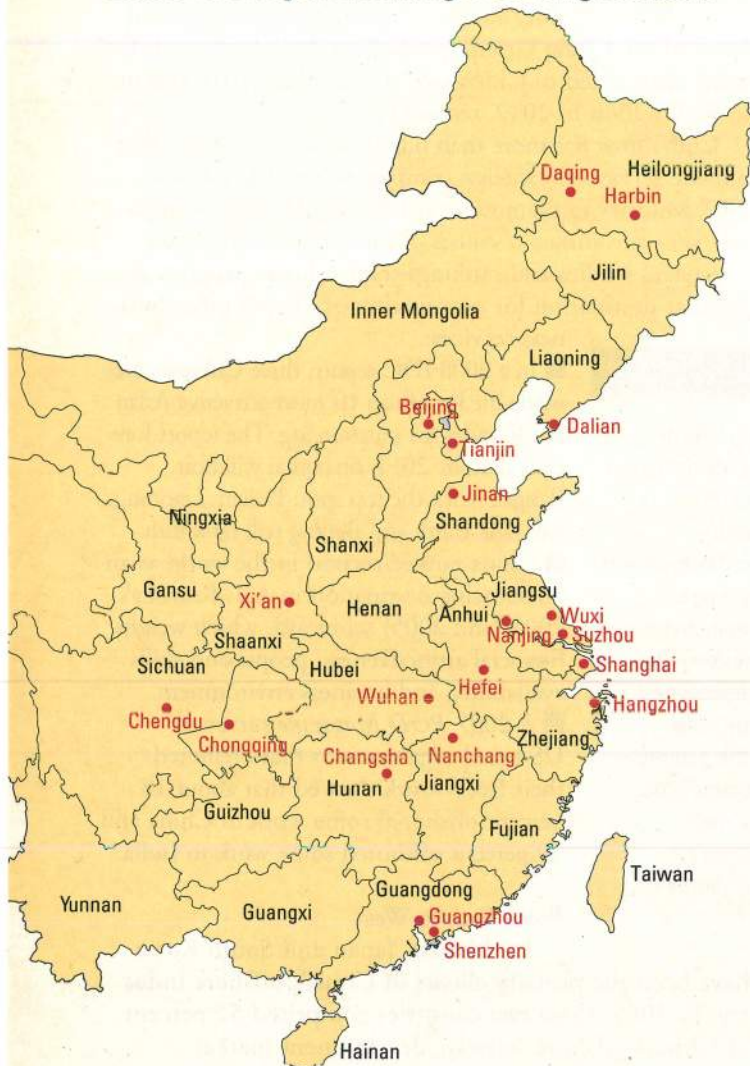 Heilongjiang
Daqing
Harbin
Jilin
Inner Mongolia
Liaoning
Beijing
Dalian
Tianjin
Jinan
Ningxia
Shandong
Shanxi
Gansu
Jiangsu
Xi'an
Henan
Anhui
Wuxi
Nanjing
Suzhou
Shaanxi
Sichuan
Hubei
Shanghai
Hefei
Wuhan
Hangzhou
Chengdu
Chongqing
Zhejiang
Changsha
Nanchang
Hunan
Jiangxi
Guizhou
Fujian
Taiwan
Guangdong
Yunnan
Guangxi
Guangzhou
Shenzhen
Hainan